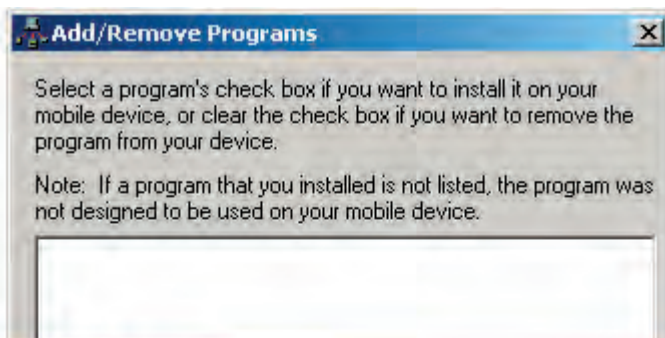 Add/Remove Programs
Select a program's check box if you want to install it on your
mobile device, or clear the check box if you want to remove the
program from your device.
Note: If a program that you installed is not listed, the program was
not designed to be used on your mobile device.